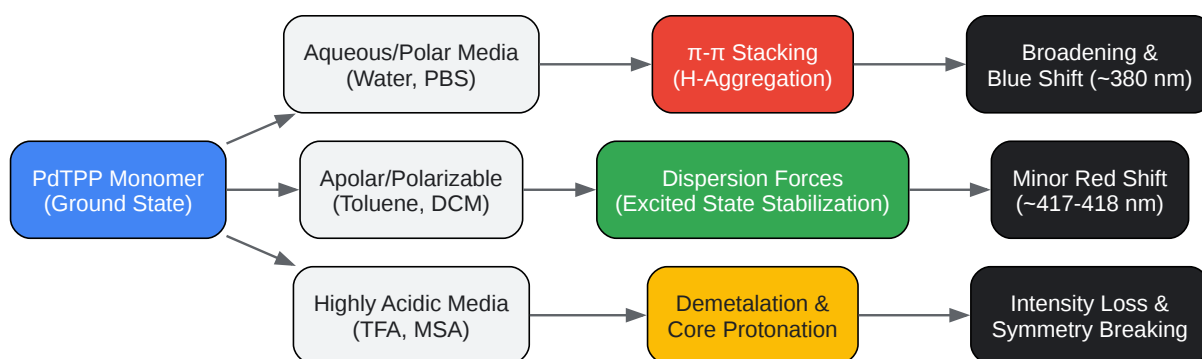 PdTPP Monomer
(Ground State)
Aqueous/Polar Media
(Water, PBS)
π-π Stacking
(H-Aggregation)
Broadening &
Blue Shift (~380 nm)
Apolar/Polarizable
(Toluene, DCM)
Dispersion Forces
(Excited State Stabilization)
Minor Red Shift
(~417-418 nm)
Highly Acidic Media
(TFA, MSA)
Demetalation &
Core Protonation
Intensity Loss &
Symmetry Breaking